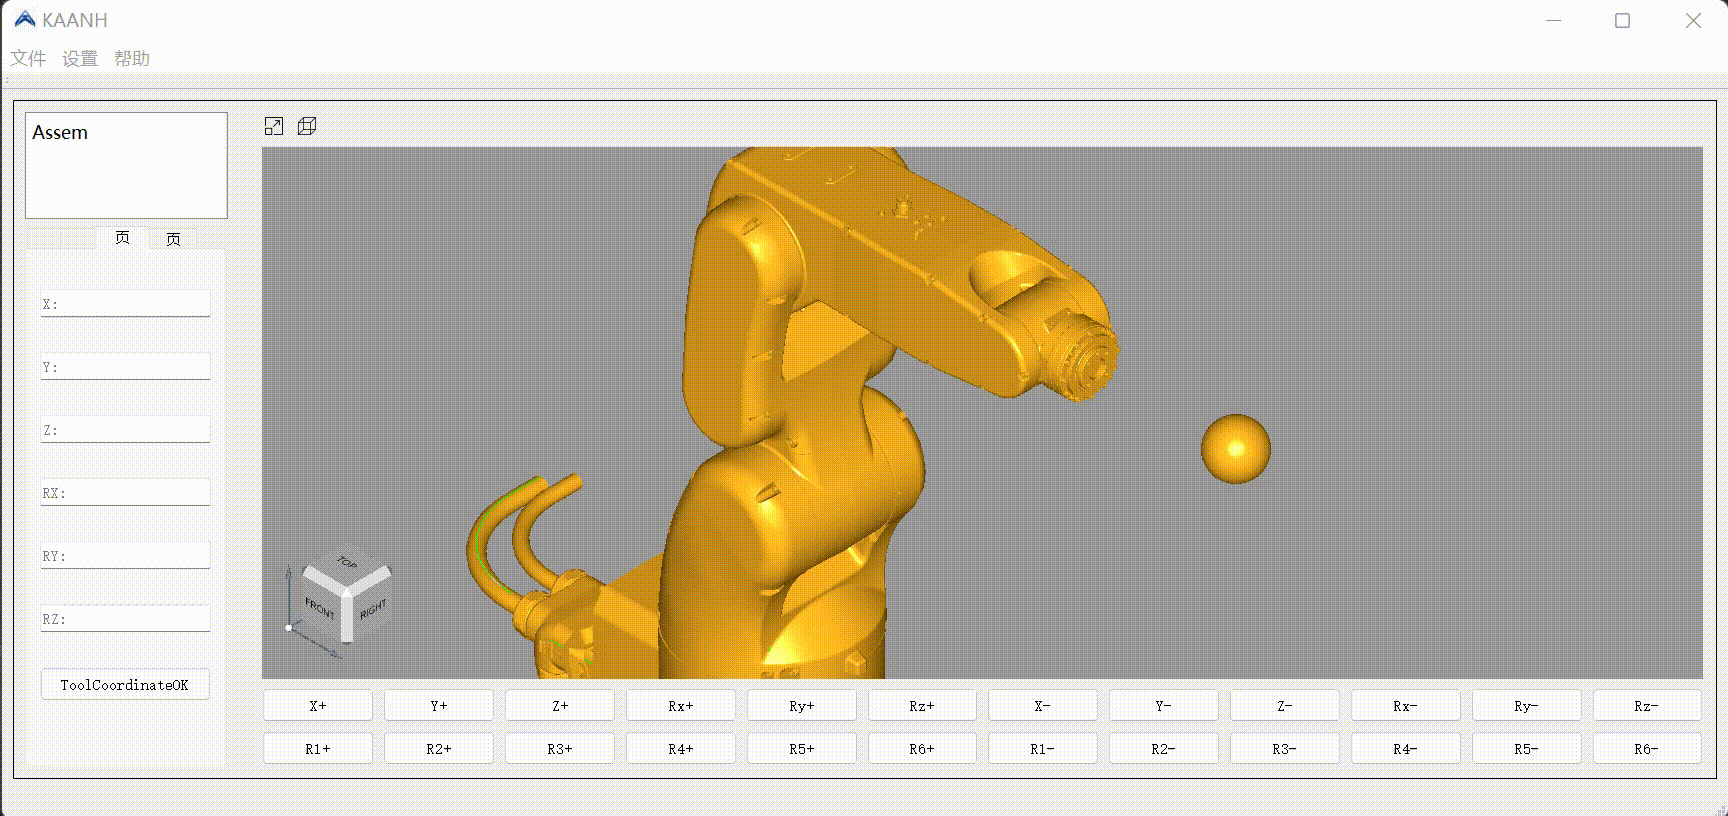 KAANH
文件 设置 帮助
Assem
页 页
X:
Y:
Z:
RX:
RY:
RZ:
ToolCoordinateOK
TOP
FRONT RIGHT
X+ Y+ Z+ Rx+ Ry+ Rz+ X- Y- Z- Rx- Ry- Rz-
R1+ R2+ R3+ R4+ R5+ R6+ R1- R2- R3- R4- R5- R6-